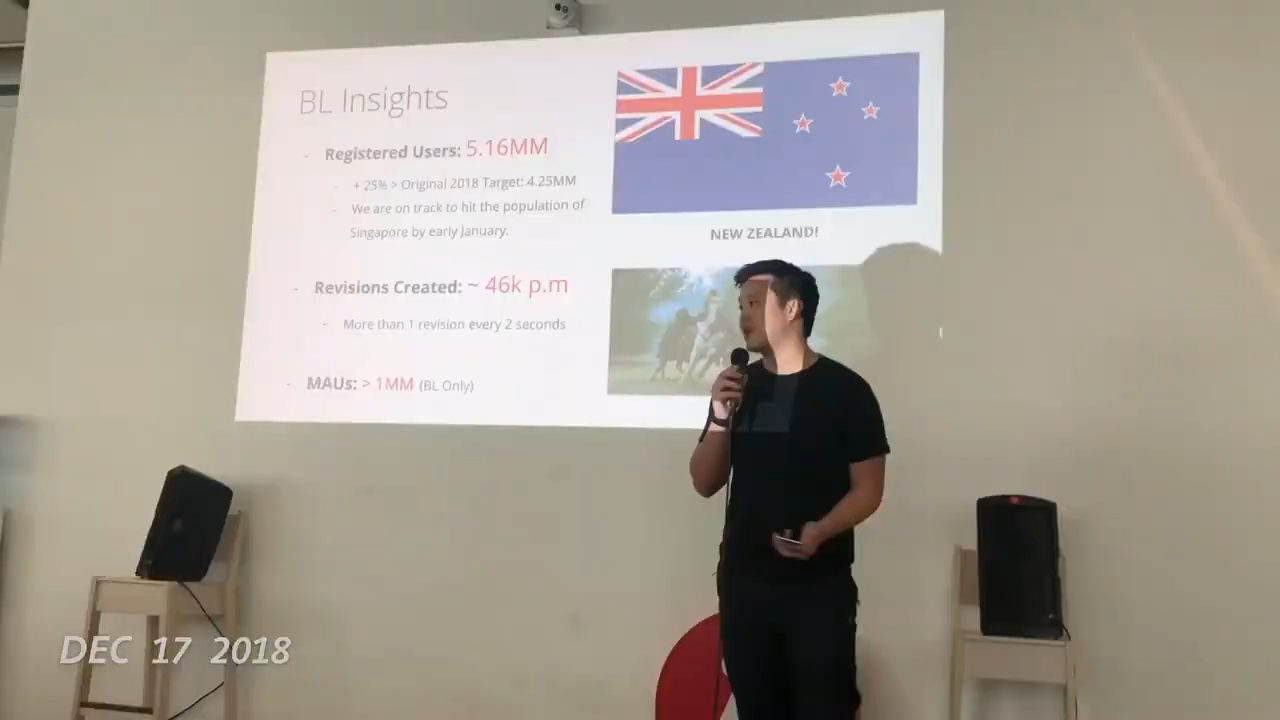 BL Insights
- Registered Users: 5.16MM
- + 25% > Original 2018 Target: 4.25MM
- We are on track to hit the population of
Singapore by early January.
- Revisions Created: ~ 46k p.m
- More than 1 revision every 2 seconds
- MAUs: > 1MM (BL Only)
NEW ZEALAND!
DEC 17 2018